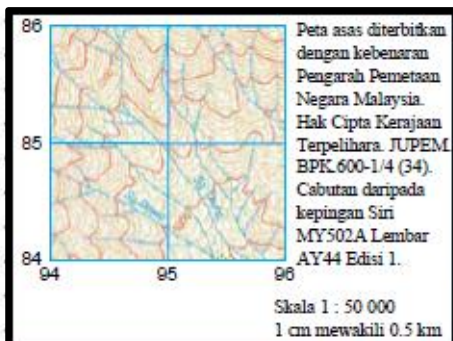 86
85
84
94 95 96
Peta asas diterbitkan
dengan kebenaran
Pengarah Pemetaan
Negara Malaysia.
Hak Cipta Kerajaan
Terpelihara. JUPEM.
BPK.600-1/4 (34).
Cabutan daripada
kepingan Siri
MY502A Lembar
AY44 Edisi 1.
Skala 1 : 50 000
1 cm mewakili 0.5 km